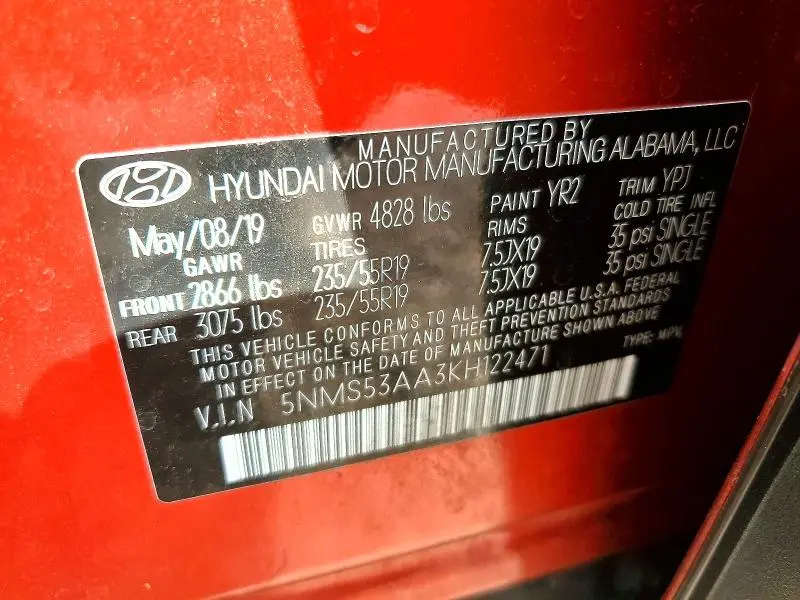 MANUFACTURED BY
HYUNDAI MOTOR MANUFACTURING ALABAMA, LLC
May/08/19 GVWR 4828 lbs PAINT YR2 TRIM YPJ
GAWR TIRES RIMS COLD TIRE INFL
FRONT 2866 lbs 235/55R19 7.5JX19 35 psi SINGLE
REAR 3075 lbs 235/55R19 7.5JX19 35 psi SINGLE
THIS VEHICLE CONFORMS TO ALL APPLICABLE U.S.A. FEDERAL
MOTOR VEHICLE SAFETY AND THEFT PREVENTION STANDARDS
IN EFFECT ON THE DATE OF MANUFACTURE SHOWN ABOVE
V.I.N 5NMS53AA3KH122471 TYPE: MPV